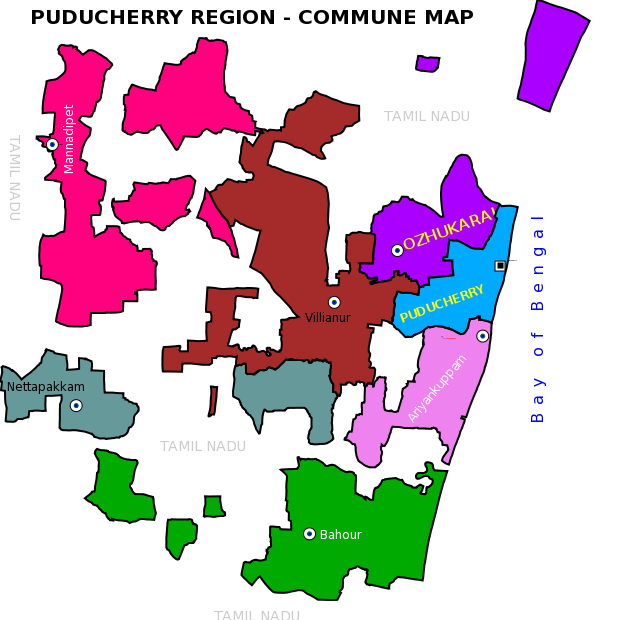 PUDUCHERRY REGION - COMMUNE MAP
TAMIL NADU
Mannadipet
TAMIL NADU
OZHUKARAI
Bay of Bengal
PUDUCHERRY
Villianur
Nettapakkam
Ariyankuppam
TAMIL NADU
Bahour
TAMIL NADU